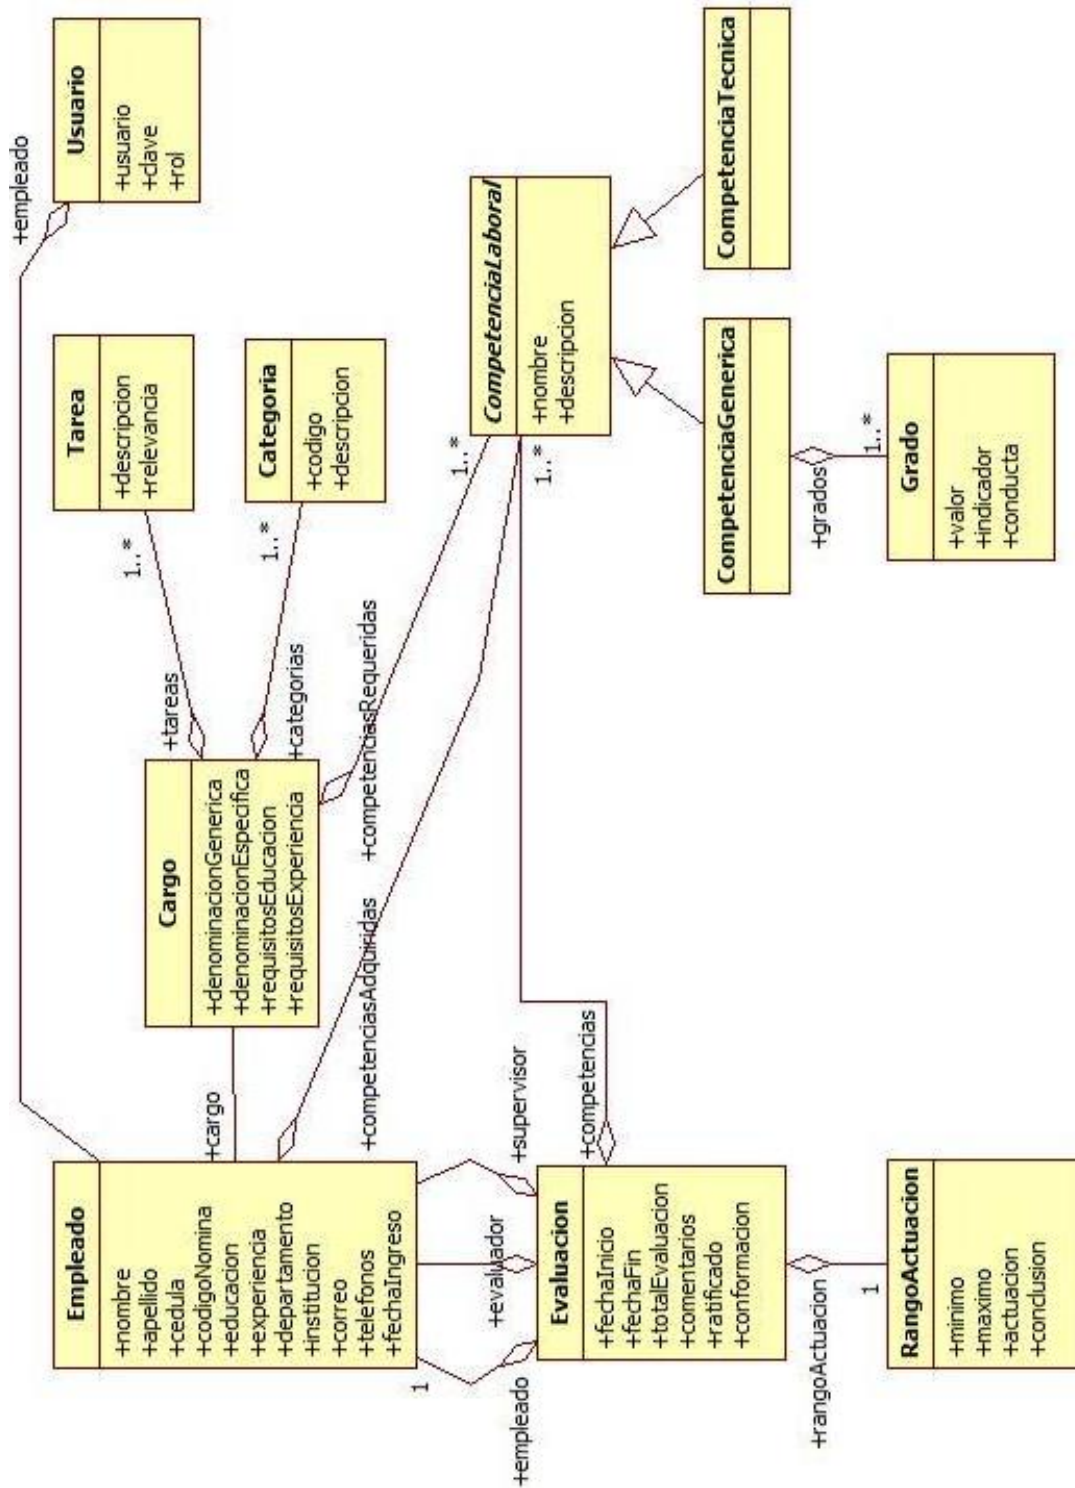 +empleado
Usuario
+usuario
+clave
+rol
Tarea
+descripcion
+relevancia
1..*
+tareas
Categoria
+codigo
+descripcion
1..*
+categorias
Cargo
+denominacionGenerica
+denominacionEspecifica
+requisitosEducacion
+requisitosExperiencia
+cargo
+competenciasRequeridas
1..*
+competenciasAdquiridas
CompetenciaLaboral
+nombre
+descripcion
1..*
Empleado
+nombre
+apellido
+cedula
+codigoNomina
+educacion
+experiencia
+departamento
+institucion
+correo
+telefonos
+fechaIngreso
1
+empleado
+evaluador
+supervisor
+competencias
Evaluacion
+fechaInicio
+fechaFin
+totalEvaluacion
+comentarios
+ratificado
+conformacion
CompetenciaGenerica
CompetenciaTecnica
+grados
1..*
Grado
+valor
+indicador
+conducta
+rangoActuacion
1
RangoActuacion
+minimo
+maximo
+actuacion
+conclusion